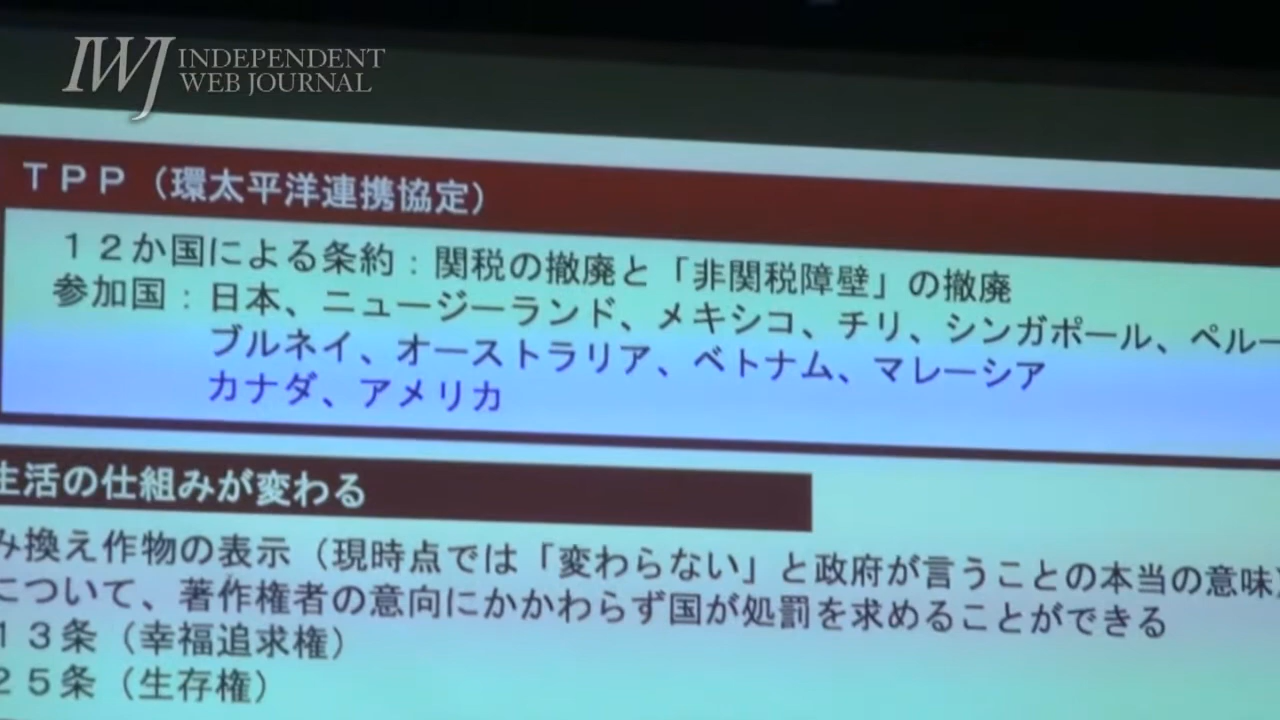 IWJ INDEPENDENT
WEB JOURNAL
TPP（環太平洋連携協定）
１２か国による条約：関税の撤廃と「非関税障壁」の撤廃
参加国：日本、ニュージーランド、メキシコ、チリ、シンガポール、ペルー
ブルネイ、オーストラリア、ベトナム、マレーシア
カナダ、アメリカ
生活の仕組みが変わる
み換え作物の表示（現時点では「変わらない」と政府が言うことの本当の意味）
について、著作権者の意向にかかわらず国が処罰を求めることができる
１３条（幸福追求権）
２５条（生存権）